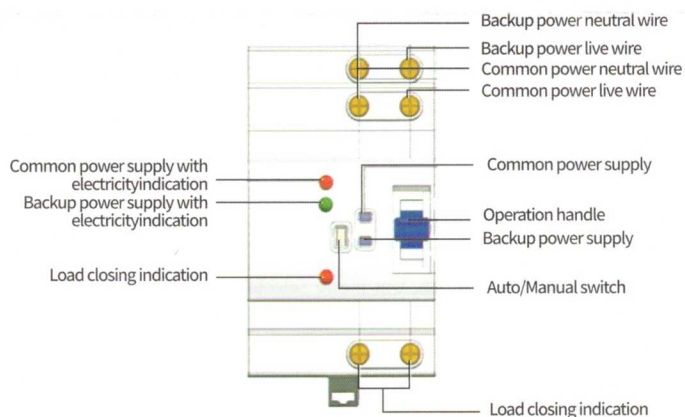 Backup power neutral wire
Backup power live wire
Common power neutral wire
Common power live wire
Common power supply with
electricityindication
Backup power supply with
electricityindication
Load closing indication
Common power supply
Operation handle
Backup power supply
Auto/Manual switch
Load closing indication